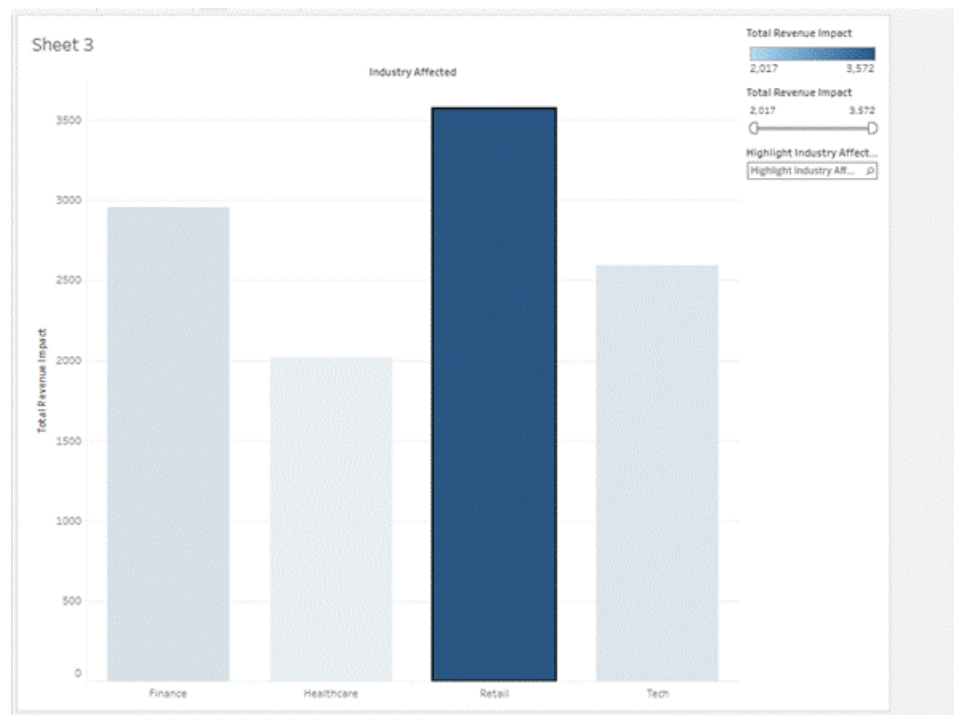 Sheet 3
Industry Affected
Total Revenue Impact
3500
3000
2500
2000
1500
1000
500
0
Finance
Healthcare
Retail
Tech
Total Revenue Impact
2,017 3,572
Total Revenue Impact
2,017 3,572
Highlight Industry Affect...
Highlight Industry Aff...